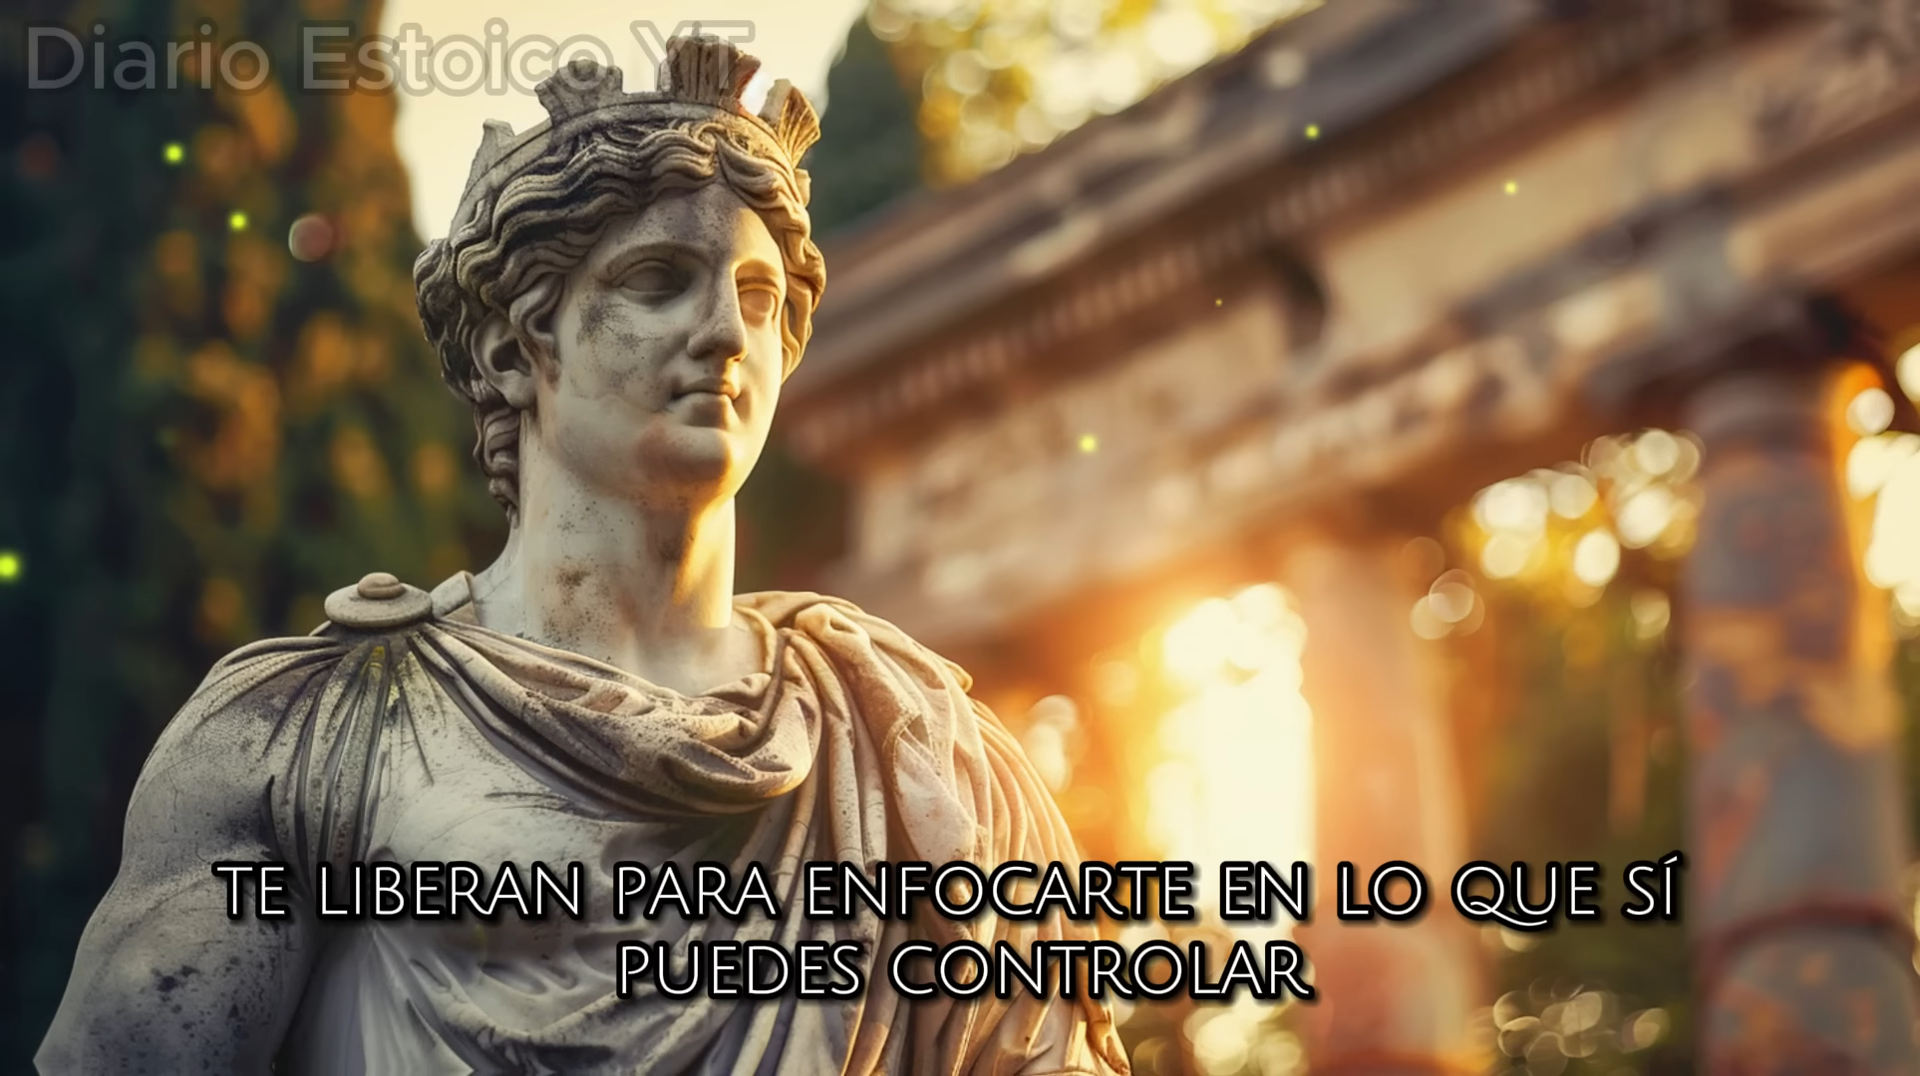 Diario Estoico YT
TE LIBERAN PARA ENFOCARTE EN LO QUE SÍ
PUEDES CONTROLAR